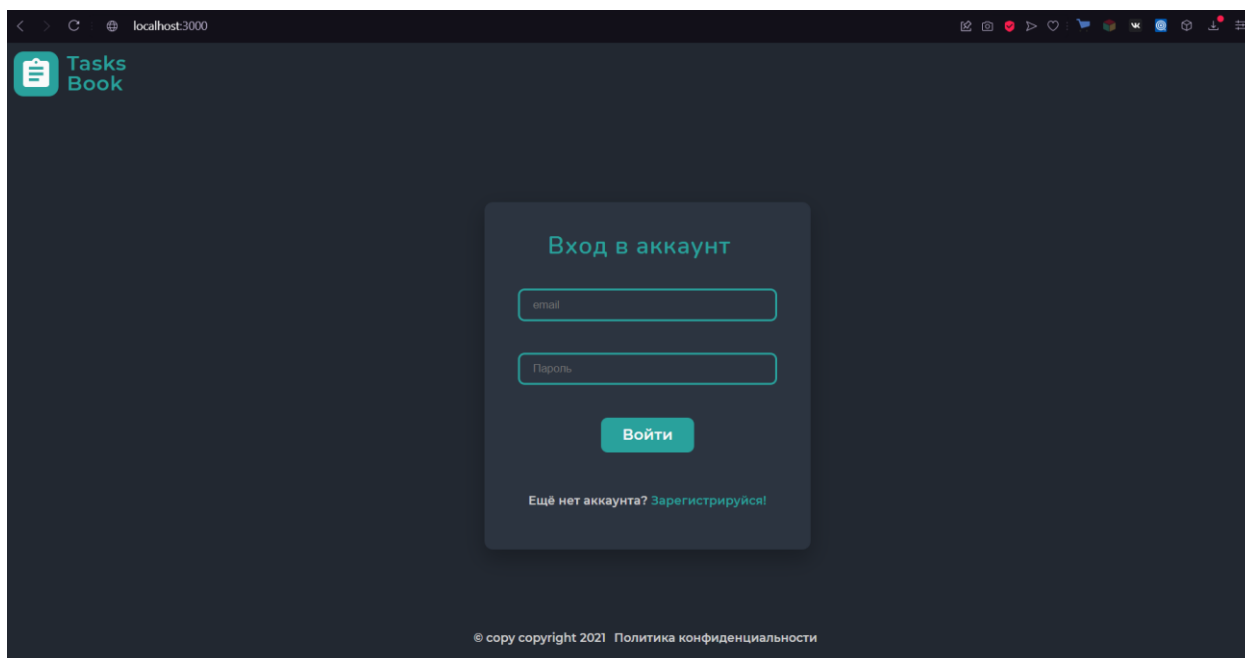 localhost:3000
Tasks
Book
Вход в аккаунт
email
Пароль
Войти
Ещё нет аккаунта? Зарегистрируйся!
© copy copyright 2021 Политика конфиденциальности